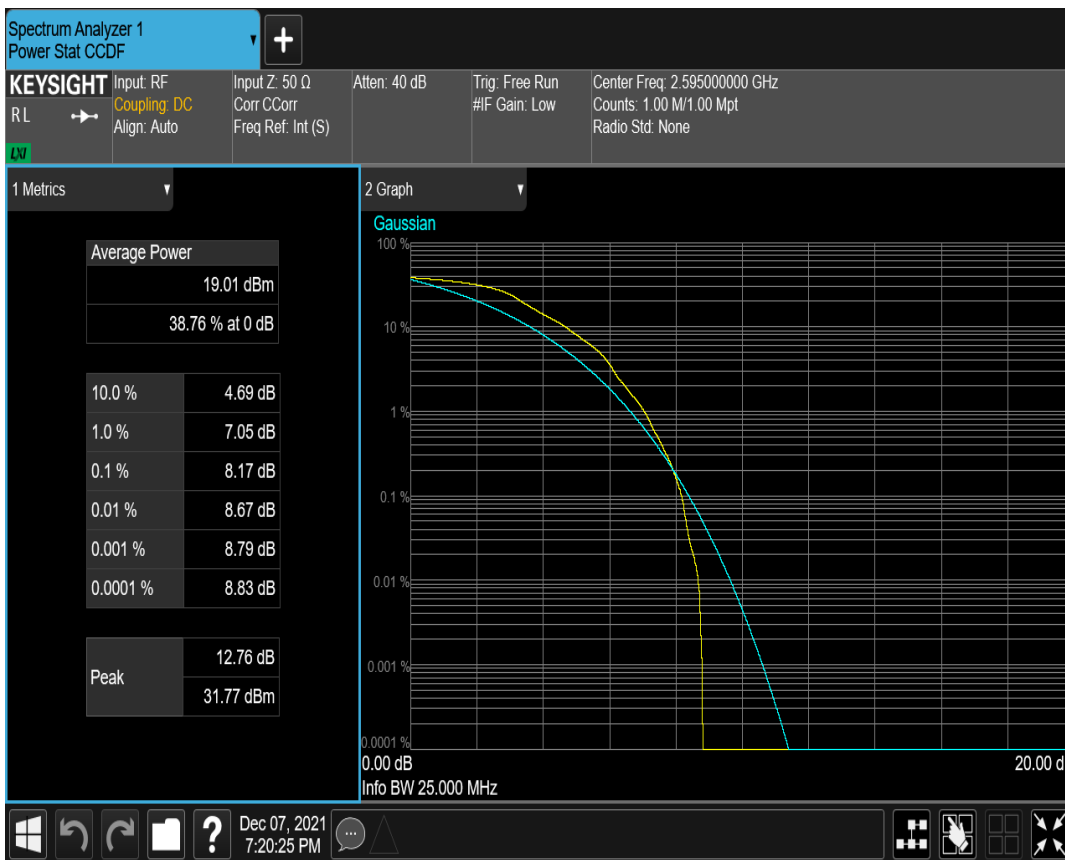 Spectrum Analyzer 1
Power Stat CCDF
KEYSIGHT
RL
LXI
Input: RF
Coupling: DC
Align: Auto
Input Z: 50 Ω
Corr CCorr
Freq Ref: Int (S)
Atten: 40 dB
Trig: Free Run
#IF Gain: Low
Center Freq: 2.595000000 GHz
Counts: 1.00 M/1.00 Mpt
Radio Std: None
1 Metrics
Average Power
19.01 dBm
38.76 % at 0 dB
10.0 % 4.69 dB
1.0 % 7.05 dB
0.1 % 8.17 dB
0.01 % 8.67 dB
0.001 % 8.79 dB
0.0001 % 8.83 dB
Peak
12.76 dB
31.77 dBm
2 Graph
Gaussian
100 %
10 %
1 %
0.1 %
0.01 %
0.001 %
0.0001 %
0.00 dB 20.00 d
Info BW 25.000 MHz
Dec 07, 2021
7:20:25 PM